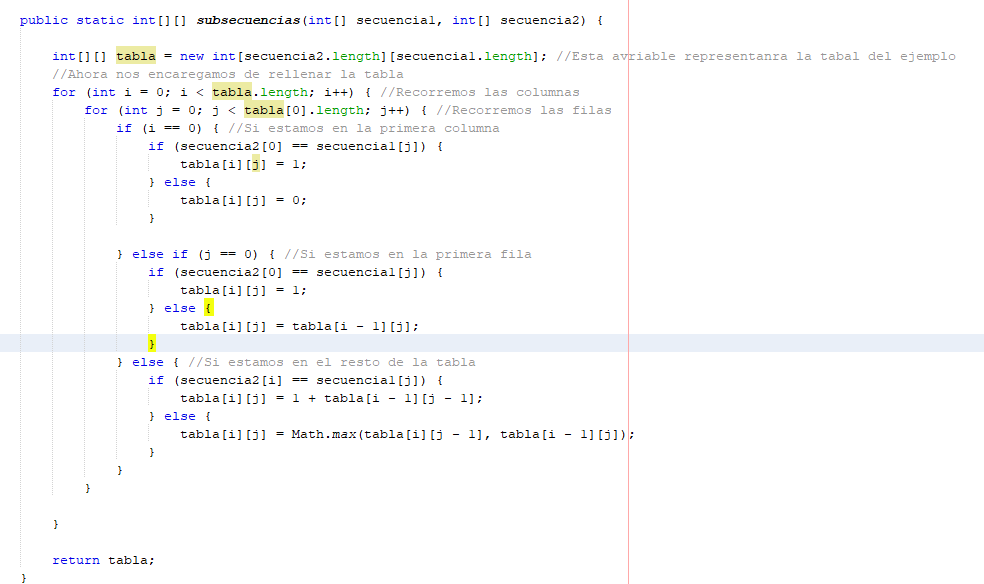 public static int[][] subsecuencias(int[] secuencia1, int[] secuencia2) {
int[][] tabla = new int[secuencia2.length][secuencia1.length]; //Esta avriable representanra la tabal del ejemplo
//Ahora nos encaregamos de rellenar la tabla
for (int i = 0; i < tabla.length; i++) { //Recorremos las columnas
for (int j = 0; j < tabla[0].length; j++) { //Recorremos las filas
if (i == 0) { //Si estamos en la primera columna
if (secuencia2[0] == secuencia1[j]) {
tabla[i][j] = 1;
} else {
tabla[i][j] = 0;
}
} else if (j == 0) { //Si estamos en la primera fila
if (secuencia2[0] == secuencia1[j]) {
tabla[i][j] = 1;
} else {
tabla[i][j] = tabla[i - 1][j];
}
} else { //Si estamos en el resto de la tabla
if (secuencia2[i] == secuencia1[j]) {
tabla[i][j] = 1 + tabla[i - 1][j - 1];
} else {
tabla[i][j] = Math.max(tabla[i][j - 1], tabla[i - 1][j]);
}
}
}
}
return tabla;
}